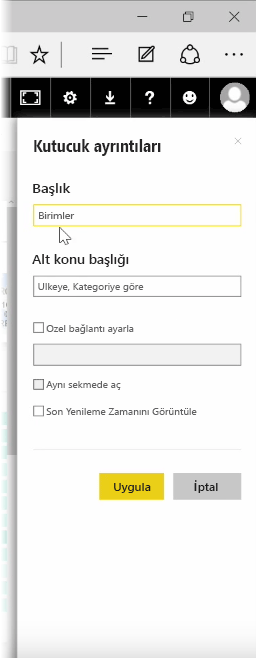 Kutucuk ayrıntıları
Başlık
Birimler
Alt konu başlığı
Ulkeye, Kategoriye göre
Ozel bağlantı ayarla
Aynı sekmede aç
Son Yenileme Zamanını Görüntüle
Uygula
İptal